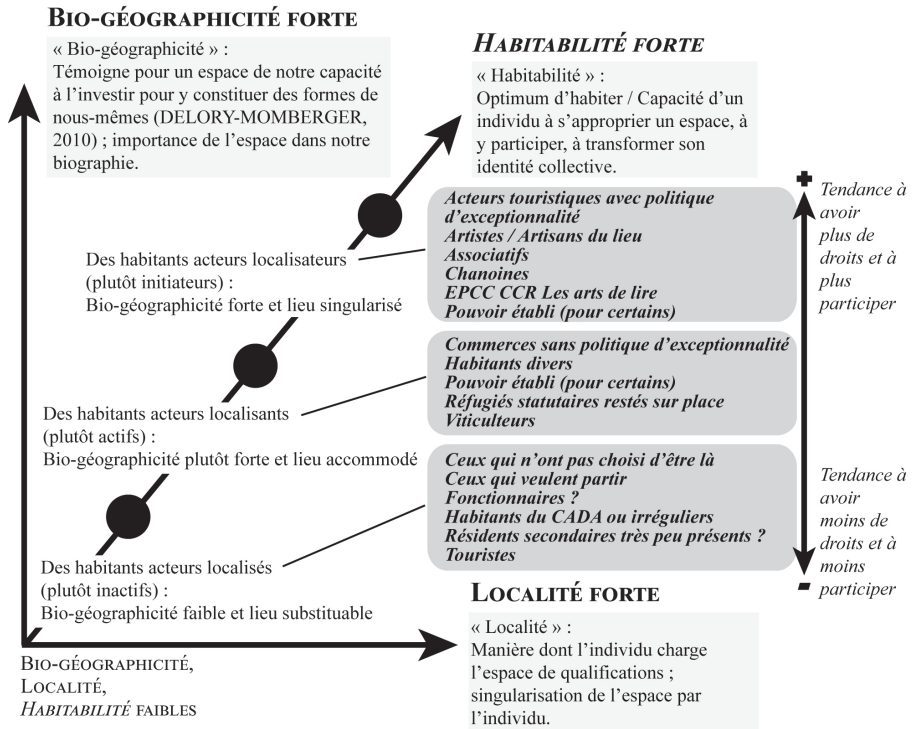 BIO-GÉOGRAPHICITÉ FORTE
« Bio-géographicité » :
Témoigne pour un espace de notre capacité
à l'investir pour y constituer des formes de
nous-mêmes (DELORY-MOMBERGER,
2010) ; importance de l'espace dans notre
biographie.
HABITABILITÉ FORTE
« Habitabilité » :
Optimum d'habiter / Capacité d'un
individu à s'approprier un espace, à
y participer, à transformer son
identité collective.
Des habitants acteurs localisateurs
(plutôt initiateurs) :
Bio-géographicité forte et lieu singularisé
Acteurs touristiques avec politique
d'exceptionnalité
Artistes / Artisans du lieu
Associatifs
Chanoines
EPCC CCR Les arts de lire
Pouvoir établi (pour certains)
+
Tendance à
avoir
plus de
droits et à
plus
participer
Des habitants acteurs localisants
(plutôt actifs) :
Bio-géographicité plutôt forte et lieu accommodé
Commerces sans politique d'exceptionnalité
Habitants divers
Pouvoir établi (pour certains)
Réfugiés statutaires restés sur place
Viticulteurs
Des habitants acteurs localisés
(plutôt inactifs) :
Bio-géographicité faible et lieu substituable
Ceux qui n'ont pas choisi d'être là
Ceux qui veulent partir
Fonctionnaires ?
Habitants du CADA ou irréguliers
Résidents secondaires très peu présents ?
Touristes
Tendance à
avoir
moins de
droits et à
moins
participer
-
LOCALITÉ FORTE
« Localité » :
Manière dont l'individu charge
l'espace de qualifications ;
singularisation de l'espace par
l'individu.
BIO-GÉOGRAPHICITÉ,
LOCALITÉ,
HABITABILITÉ FAIBLES